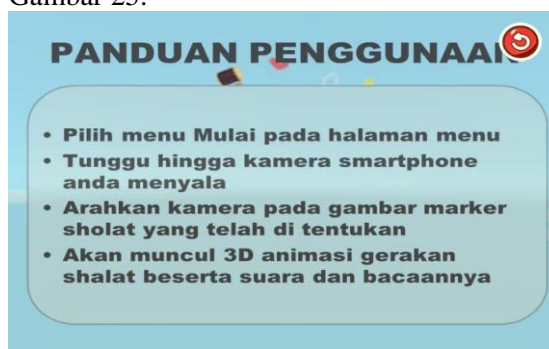 Gambar 25.
PANDUAN PENGGUNAAN
• Pilih menu Mulai pada halaman menu
• Tunggu hingga kamera smartphone
anda menyala
• Arahkan kamera pada gambar marker
sholat yang telah di tentukan
• Akan muncul 3D animasi gerakan
shalat beserta suara dan bacaannya